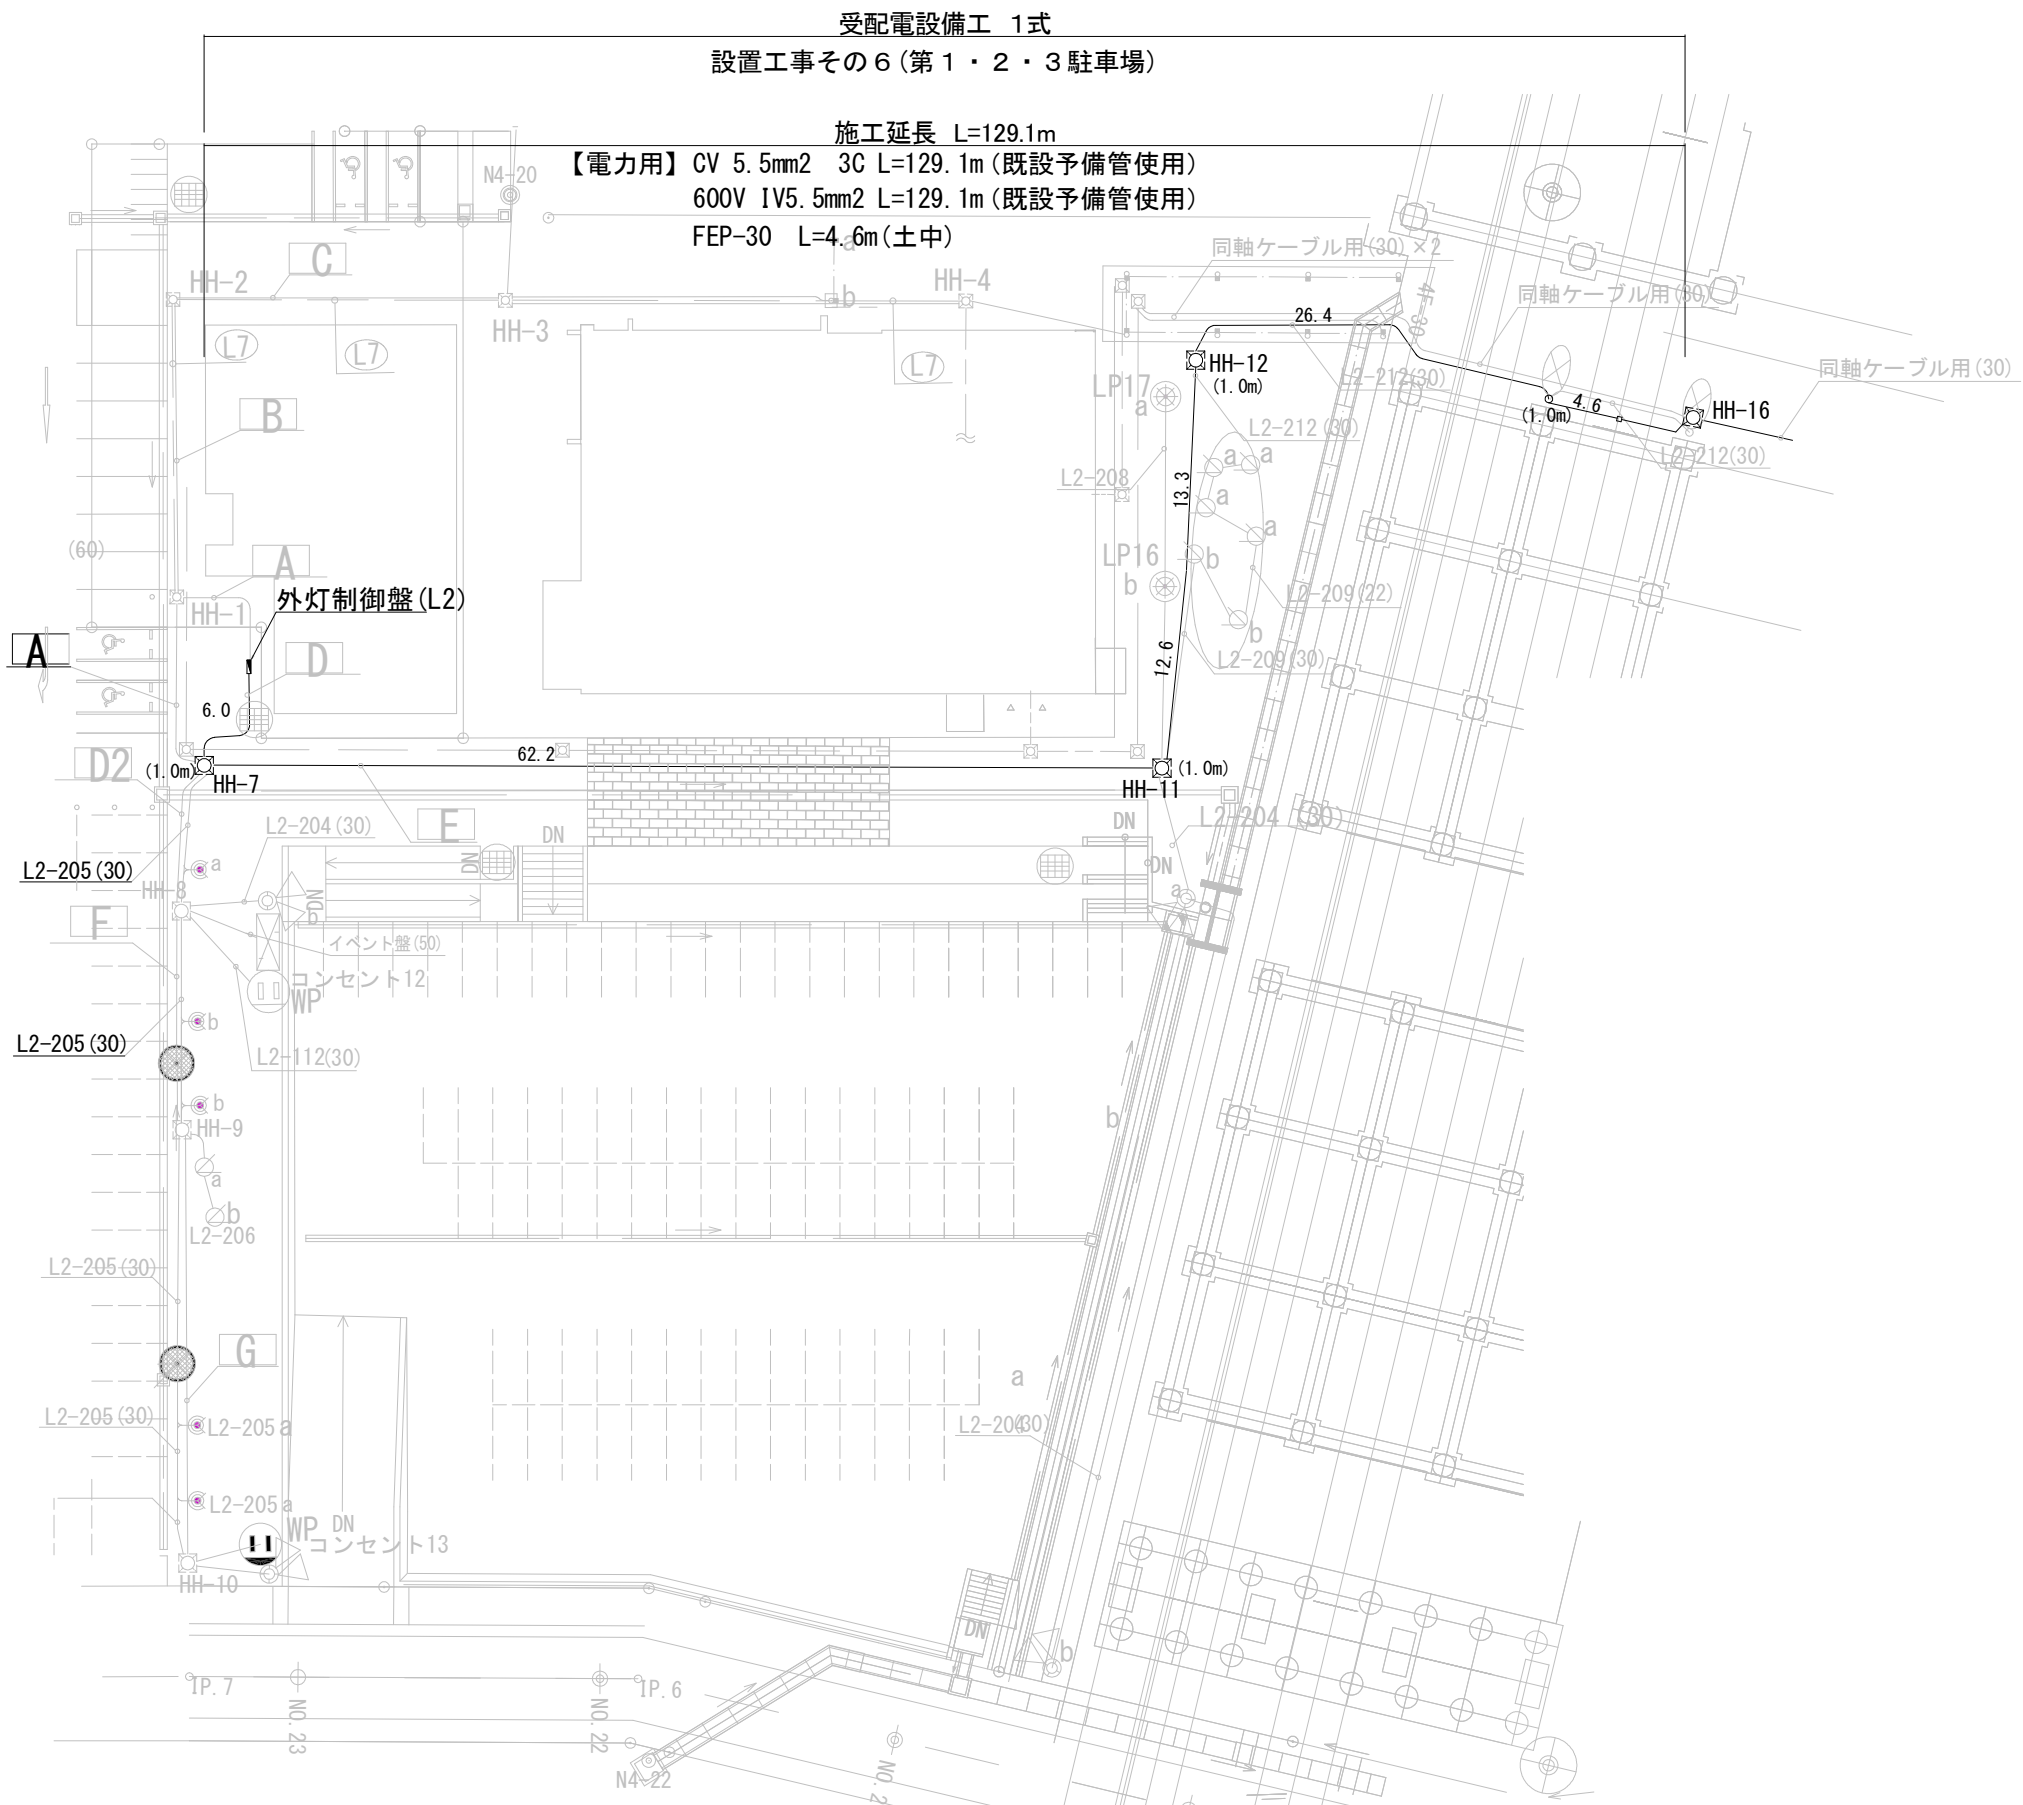 受配電設備工　1式
設置工事その６(第１・２・３駐車場)
施工延長 L=129.1m
【電力用】CV 5.5mm2　3C L=129.1m(既設予備管使用)
600V IV5.5mm2 L=129.1m(既設予備管使用)
FEP-30　L=4.6m(土中)
N4-20
a
同軸ケーブル用(30)×2
C
HH-2
HH-4
b
同軸ケーブル用(30)
26.4
HH-3
L7
L7
L7
HH-12
(1.0m)
L2-212(30)
同軸ケーブル用(30)
LP17
a
4.6
(1.0m)
HH-16
B
L2-212(30)
L2-212(30)
a
a
L2-208
13.3
a
a
(60)
LP16
b
b
A
外灯制御盤(L2)
HH-1
L2-209(22)
b
A
D
12.6
L2-209(30)
6.0
62.2
D2
(1.0m)
HH-7
(1.0m)
HH-11
E
L2-204(30)
DN
DN
L2-204(30)
DN
DN
L2-205(30)
a
HH-8
DN
b
a
F
イベント盤(50)
コンセント12
WP
b
L2-205(30)
L2-112(30)
b
HH-9
b
a
b
L2-206
L2-205(30)
G
a
L2-205(30)
L2-205a
L2-204(30)
L2-205a
WP
DN
コンセント13
HH-10
DN
b
IP.7
IP.6
NO.23
NO.22
N4-22